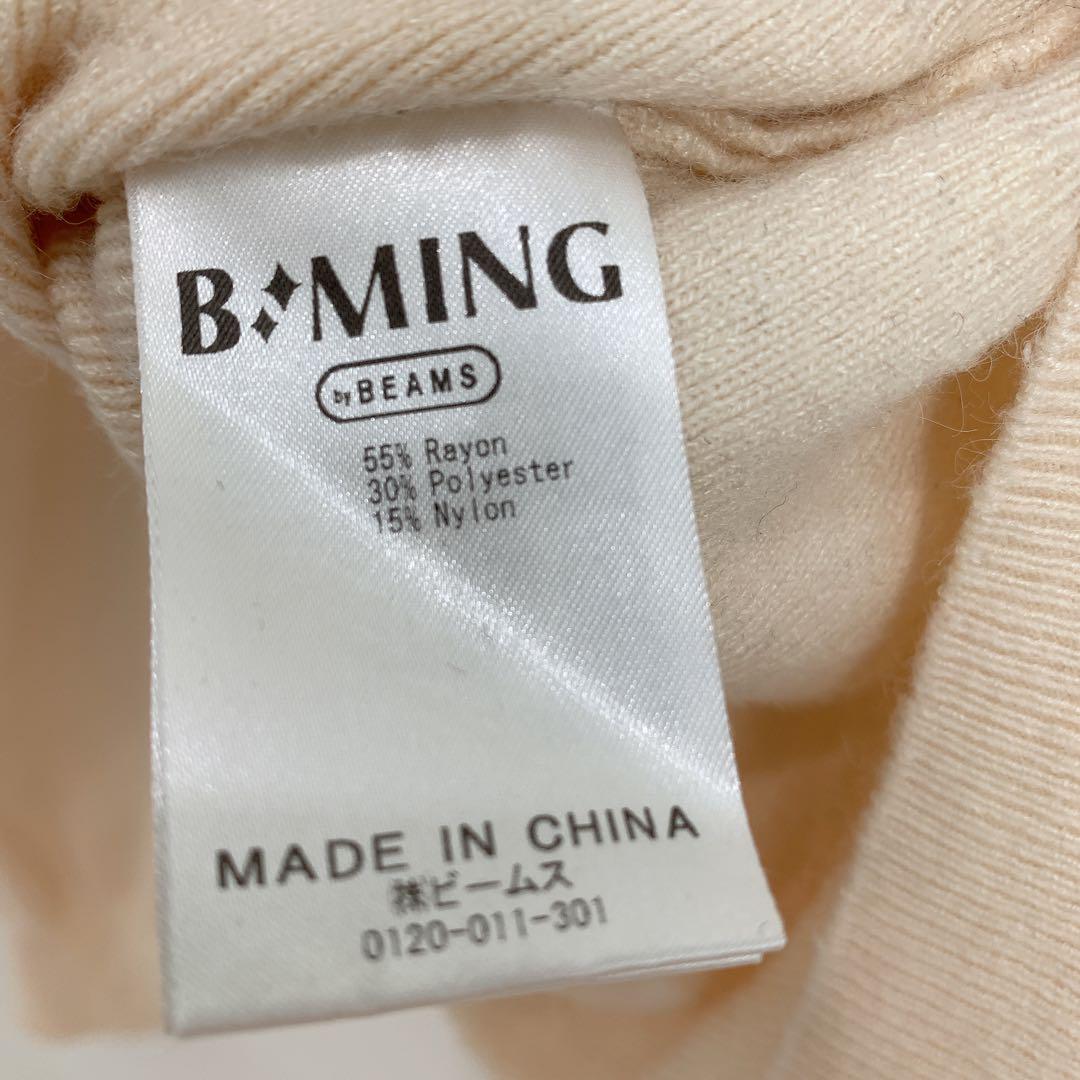 B:MING
by BEAMS
55% Rayon
30% Polyester
15% Nylon
MADE IN CHINA
㈱ビームス
0120-011-301